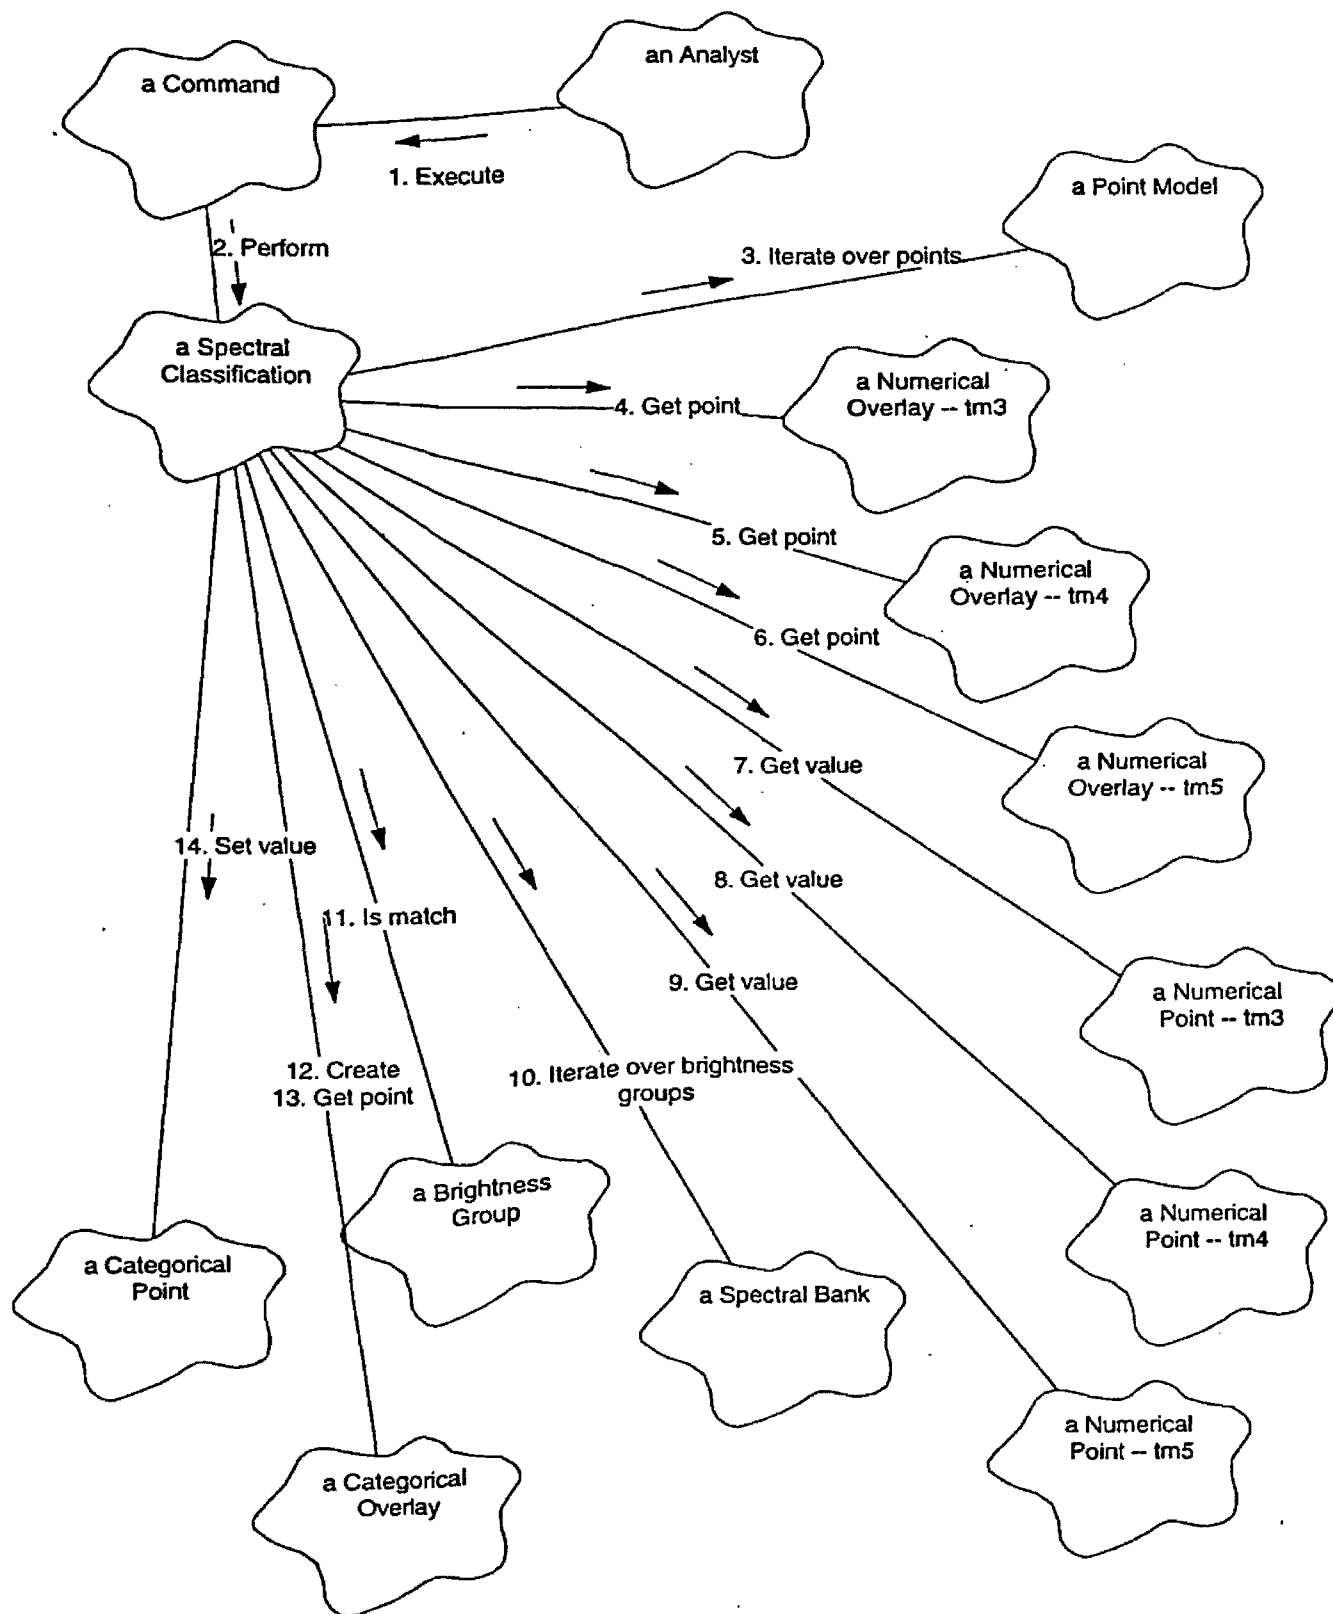 a Command
an Analyst
1. Execute
a Point Model
2. Perform
3. Iterate over points
a Spectral
Classification
a Numerical
Overlay -- tm3
4. Get point
5. Get point
a Numerical
Overlay -- tm4
6. Get point
7. Get value
a Numerical
Overlay -- tm5
14. Set value
8. Get value
11. Is match
9. Get value
a Numerical
Point -- tm3
12. Create
13. Get point
10. Iterate over brightness
groups
a Brightness
Group
a Numerical
Point -- tm4
a Categorical
Point
a Spectral Bank
a Numerical
Point -- tm5
a Categorical
Overlay